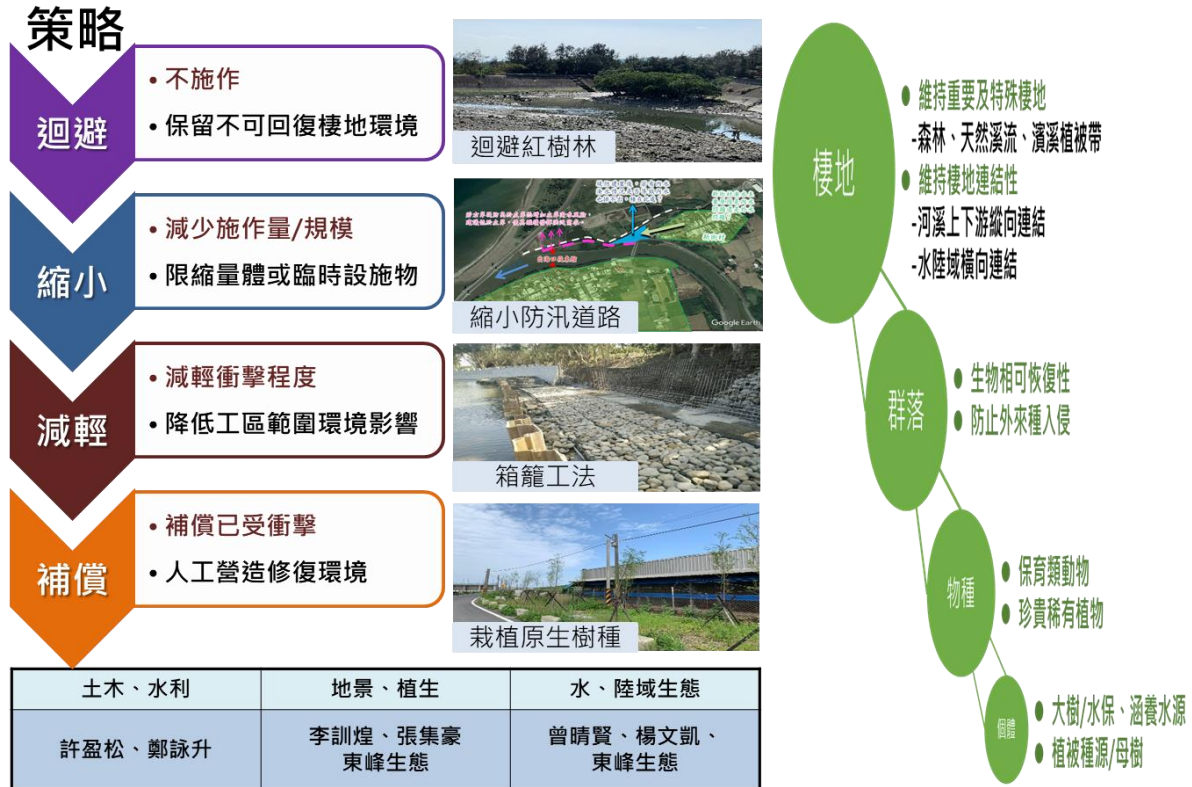 策略
迴避
• 不施作
• 保留不可回復棲地環境
迴避紅樹林
縮小
• 減少施作量/規模
• 限縮量體或臨時設施物
Google Earth
縮小防汛道路
減輕
• 減輕衝擊程度
• 降低工區範圍環境影響
箱籠工法
補償
• 補償已受衝擊
• 人工營造修復環境
栽植原生樹種
土木、水利
地景、植生
水、陸域生態
許盈松、鄭詠升
李訓煌、張集豪
東峰生態
曾晴賢、楊文凱、
東峰生態
棲地
● 維持重要及特殊棲地
-森林、天然溪流、濱溪植被帶
● 維持棲地連結性
-河溪上下游縱向連結
-水陸域橫向連結
群落
● 生物相可恢復性
● 防止外來種入侵
物種
● 保育類動物
● 珍貴稀有植物
個體
● 大樹/水保、涵養水源
● 植被種源/母樹